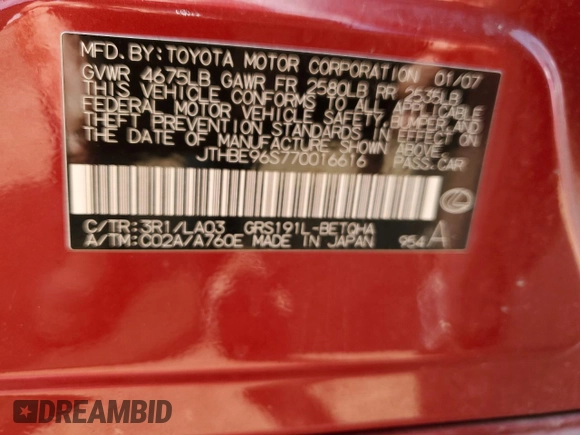 MFD. BY: TOYOTA MOTOR CORPORATION 01/07
GVWR 4675LB GAWR FR 2580LB RR 2635LB
THIS VEHICLE CONFORMS TO ALL APPLICABLE
FEDERAL MOTOR VEHICLE SAFETY, BUMPER, AND
THEFT PREVENTION STANDARDS IN EFFECT ON
THE DATE OF MANUFACTURE SHOWN ABOVE.
JTHBE96S770016616 PASS. CAR
C/TR: 3R1/LA03 GRS191L-BETQHA
A/TM: C02A/A760E MADE IN JAPAN 954 A
DREAMBID